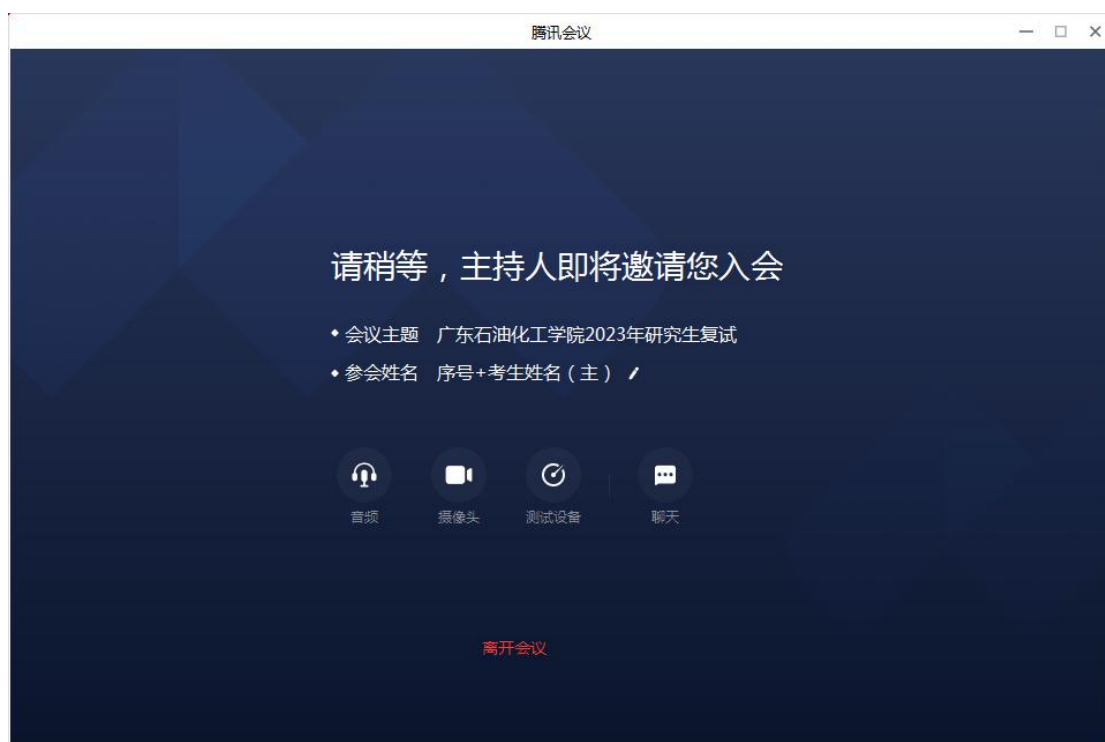 腾讯会议
请稍等，主持人即将邀请您入会
会议主题 广东石油化工学院2023年研究生复试
参会姓名 序号+考生姓名（主）
音频 摄像头 测试设备 聊天
离开会议